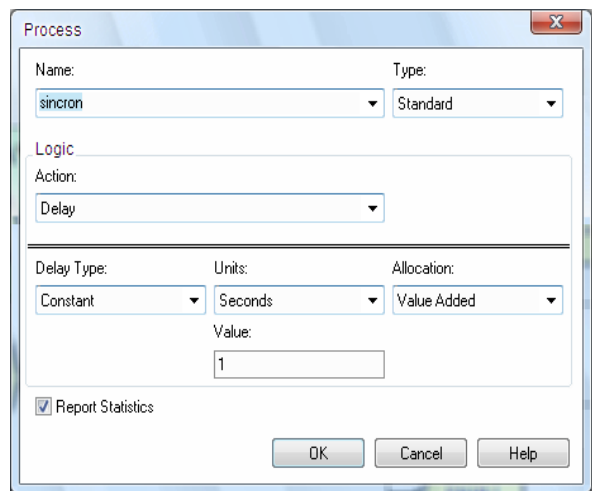 Process
Name: Type:
sincron Standard
Logic
Action:
Delay
Delay Type: Units: Allocation:
Constant Seconds Value Added
Value:
1
Report Statistics
OK Cancel Help